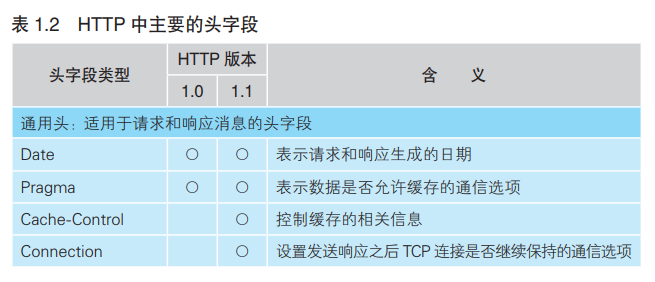 表 1.2 HTTP 中主要的头字段
头字段类型 HTTP 版本 含 义
1.0 1.1
通用头：适用于请求和响应消息的头字段
Date ○ ○ 表示请求和响应生成的日期
Pragma ○ ○ 表示数据是否允许缓存的通信选项
Cache-Control ○ 控制缓存的相关信息
Connection ○ 设置发送响应之后 TCP 连接是否继续保持的通信选项